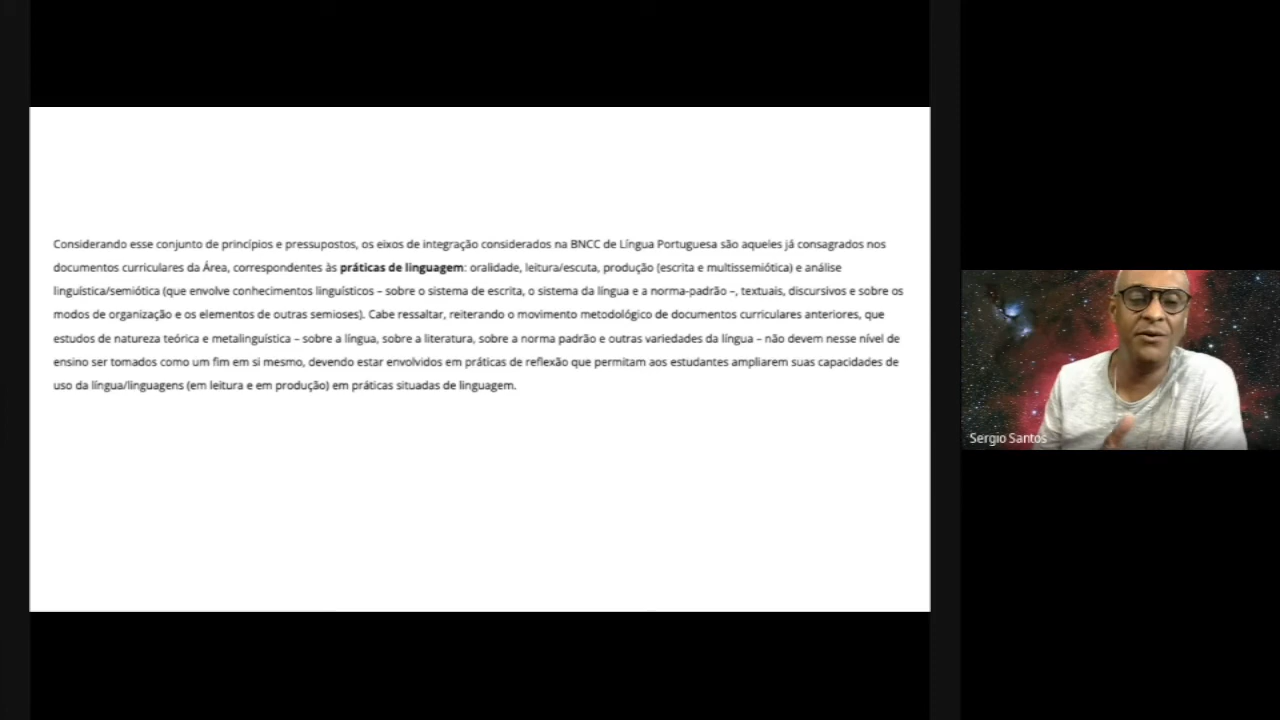 Considerando esse conjunto de princípios e pressupostos, os eixos de integração considerados na BNCC de Língua Portuguesa são aqueles já consagrados nos
documentos curriculares da Área, correspondentes às práticas de linguagem: oralidade, leitura/escuta, produção (escrita e multissemiótica) e análise
linguística/semiótica (que envolve conhecimentos linguísticos – sobre o sistema de escrita, o sistema da língua e a norma-padrão –, textuais, discursivos e sobre os
modos de organização e os elementos de outras semioses). Cabe ressaltar, reiterando o movimento metodológico de documentos curriculares anteriores, que
estudos de natureza teórica e metalinguística – sobre a língua, sobre a literatura, sobre a norma padrão e outras variedades da língua – não devem nesse nível de
ensino ser tomados como um fim em si mesmo, devendo estar envolvidos em práticas de reflexão que permitam aos estudantes ampliarem suas capacidades de
uso da língua/linguagens (em leitura e em produção) em práticas situadas de linguagem.
Sergio Santos